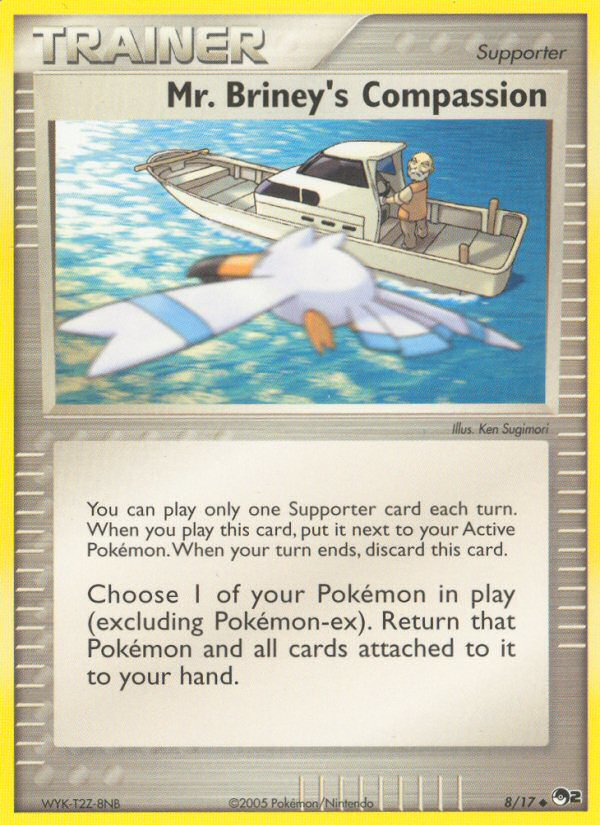 TRAINER
Supporter
Mr. Briney's Compassion
Illus. Ken Sugimori
You can play only one Supporter card each turn.
When you play this card, put it next to your Active
Pokémon. When your turn ends, discard this card.
Choose 1 of your Pokémon in play
(excluding Pokémon-ex). Return that
Pokémon and all cards attached to it
to your hand.
WYK-T2Z-8NB
©2005 Pokémon/Nintendo
8/17 ◆ 2